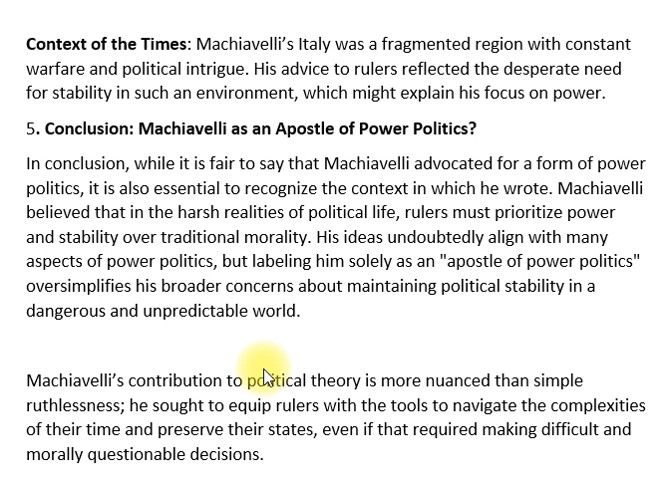 Context of the Times: Machiavelli’s Italy was a fragmented region with constant
warfare and political intrigue. His advice to rulers reflected the desperate need
for stability in such an environment, which might explain his focus on power.
5. Conclusion: Machiavelli as an Apostle of Power Politics?
In conclusion, while it is fair to say that Machiavelli advocated for a form of power
politics, it is also essential to recognize the context in which he wrote. Machiavelli
believed that in the harsh realities of political life, rulers must prioritize power
and stability over traditional morality. His ideas undoubtedly align with many
aspects of power politics, but labeling him solely as an "apostle of power politics"
oversimplifies his broader concerns about maintaining political stability in a
dangerous and unpredictable world.
Machiavelli’s contribution to political theory is more nuanced than simple
ruthlessness; he sought to equip rulers with the tools to navigate the complexities
of their time and preserve their states, even if that required making difficult and
morally questionable decisions.